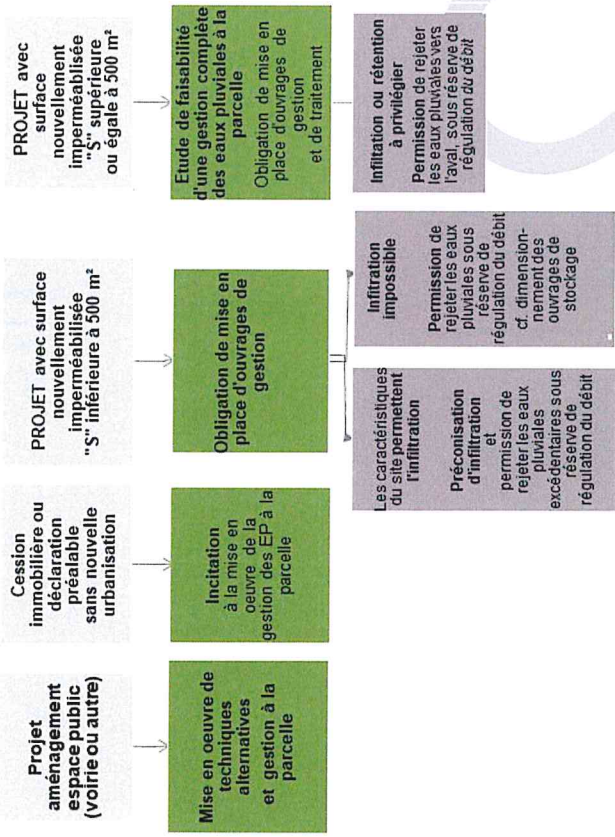 Projet
aménagement
espace public
(voirie ou autre)
Mise en oeuvre de
techniques
alternatives
et gestion à la
parcelle
Cession
immobilière ou
déclaration
préalable
sans nouvelle
urbanisation
Incitation
à la mise en
oeuvre de la
gestion des EP à la
parcelle
PROJET avec surface
nouvellement
imperméabilisée
"S" inférieure à 500 m²
Obligation de mise en
place d'ouvrages de
gestion
Les caractéristiques
du site permettent
l'infiltration
Préconisation
d'infiltration
et
permission de
rejeter les eaux
pluviales
excédentaires sous
réserve de
régulation du débit
Infiltration
impossible
Permission de
rejeter les eaux
pluviales sous
réserve de
régulation du débit
cf. dimension-
nement des
ouvrages de
stockage
PROJET avec
surface
nouvellement
imperméabilisée
"S" supérieure
ou égale à 500 m²
Etude de faisabilité
d'une gestion complète
des eaux pluviales à la
parcelle
Obligation de mise en
place d'ouvrages de
gestion
et de traitement
Infiltation ou rétention
à privilégier
Permission de rejeter
les eaux pluviales vers
l'aval, sous réserve de
régulation du débit